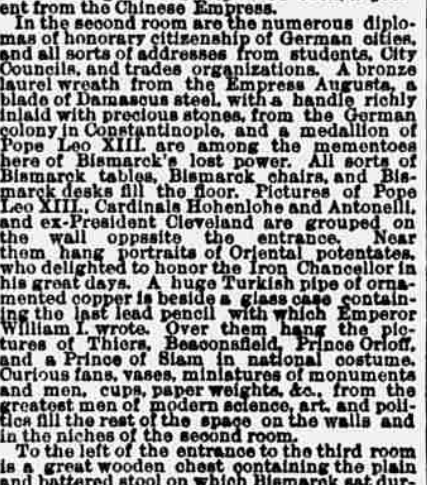 ent from the Chinese Empress.
In the second room are the numerous diplo-
mas of honorary citizenship of German cities,
and all sorts of addresses from students, City
Councils, and trades organizations. A bronze
laurel wreath from the Empress Augusta, a
blade of Damascus steel, with a handle richly
inlaid with precious stones, from the German
colony in Constantinople, and a medallion of
Pope Leo XIII. are among the mementoes
here of Bismarck's lost power. All sorts of
Bismarck tables, Bismarck chairs, and Bis-
marck desks fill the floor. Pictures of Pope
Leo XIII., Cardinals Hohenlohe and Antonelli,
and ex-President Cleveland are grouped on
the wall oppssite the entrance. Near
them hang portraits of Oriental potentates,
who delighted to honor the Iron Chancellor in
his great days. A huge Turkish pipe of orna-
mented copper is beside a glass case contain-
ing the last lead pencil with which Emperor
William I. wrote. Over them hang the pic-
tures of Thiers, Beaconsfield, Prince Orloff,
and a Prince of Siam in national costume.
Curious fans, vases, miniatures of monuments
and men, cups, paper weights, &c., from the
greatest men of modern science, art, and poli-
tics fill the rest of the space on the walls and
in the niches of the second room.
To the left of the entrance to the third room
is a great wooden chest containing the plain
and battered stool on which Bismarck sat dur-